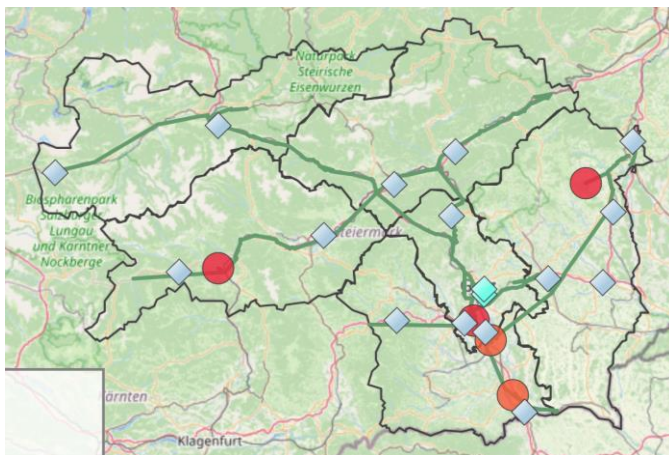 Naturpark
Steirische
Eisenwurzen
Biosphärenpark
Salzburger
Lungau
und Kärntner
Nockberge
Steiermark
Kärnten
Klagenfurt